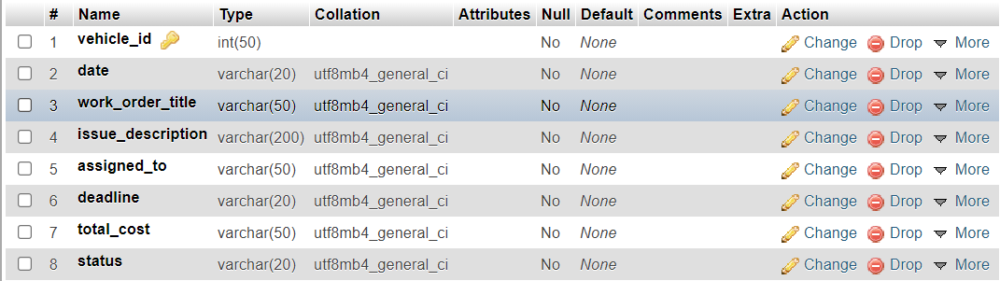 # Name Type Collation Attributes Null Default Comments Extra Action
1 vehicle_id int(50) No None Change Drop More
2 date varchar(20) utf8mb4_general_ci No None Change Drop More
3 work_order_title varchar(50) utf8mb4_general_ci No None Change Drop More
4 issue_description varchar(200) utf8mb4_general_ci No None Change Drop More
5 assigned_to varchar(50) utf8mb4_general_ci No None Change Drop More
6 deadline varchar(20) utf8mb4_general_ci No None Change Drop More
7 total_cost varchar(50) utf8mb4_general_ci No None Change Drop More
8 status varchar(20) utf8mb4_general_ci No None Change Drop More